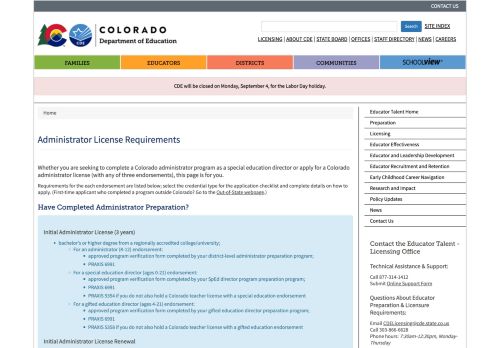 CONTACT US
COLORADO
Department of Education
CDE
Search
SITE INDEX
LICENSING | ABOUT CDE | STATE BOARD | OFFICES | STAFF DIRECTORY | NEWS | CAREERS
FAMILIES
EDUCATORS
DISTRICTS
COMMUNITIES
SCHOOLVIEW
CDE will be closed on Monday, September 4, for the Labor Day holiday.
Home
Administrator License Requirements
Whether you are seeking to complete a Colorado administrator program as a special education director or apply for a Colorado
administrator license (with any of three endorsements), this page is for you.
Requirements for each endorsement are listed below; select the credential type for the application checklist and complete details on how to
apply. (First-time applicant who completed a program outside Colorado? Go to the Out-of-State webpage.)
Have Completed Administrator Preparation?
Initial Administrator License (3 years)
bachelor's or higher degree from a regionally accredited college/university;
For an administrator (K-12) endorsement:
approved program verification form completed by your district-level administrator preparation program;
PRAXIS 6991
For a special education director (ages 0-21) endorsement:
approved program verification form completed by your SpEd director program preparation program;
PRAXIS 6991
PRAXIS 5354 if you do not also hold a Colorado teacher license with a special education endorsement
For a gifted education director (ages 4-21) endorsement:
approved program verification form completed by your gifted education director preparation program;
PRAXIS 6991
PRAXIS 5358 if you do not also hold a Colorado teacher license with a gifted education endorsement
Initial Administrator License Renewal
Educator Talent Home
Preparation
Licensing
Educator Effectiveness
Educator and Leadership Development
Educator Recruitment and Retention
Early Childhood Career Navigation
Research and Impact
Policy Updates
News
Contact Us
Contact the Educator Talent -
Licensing Office
Technical Assistance & Support:
Call 877-314-1412
Submit Online Support Form
Questions About Educator
Preparation & Licensure
Requirements:
Email CDELicensing@cde.state.co.us
Call 303-866-6628
Phone hours: 7:30am-12:30pm, Monday-
Thursday